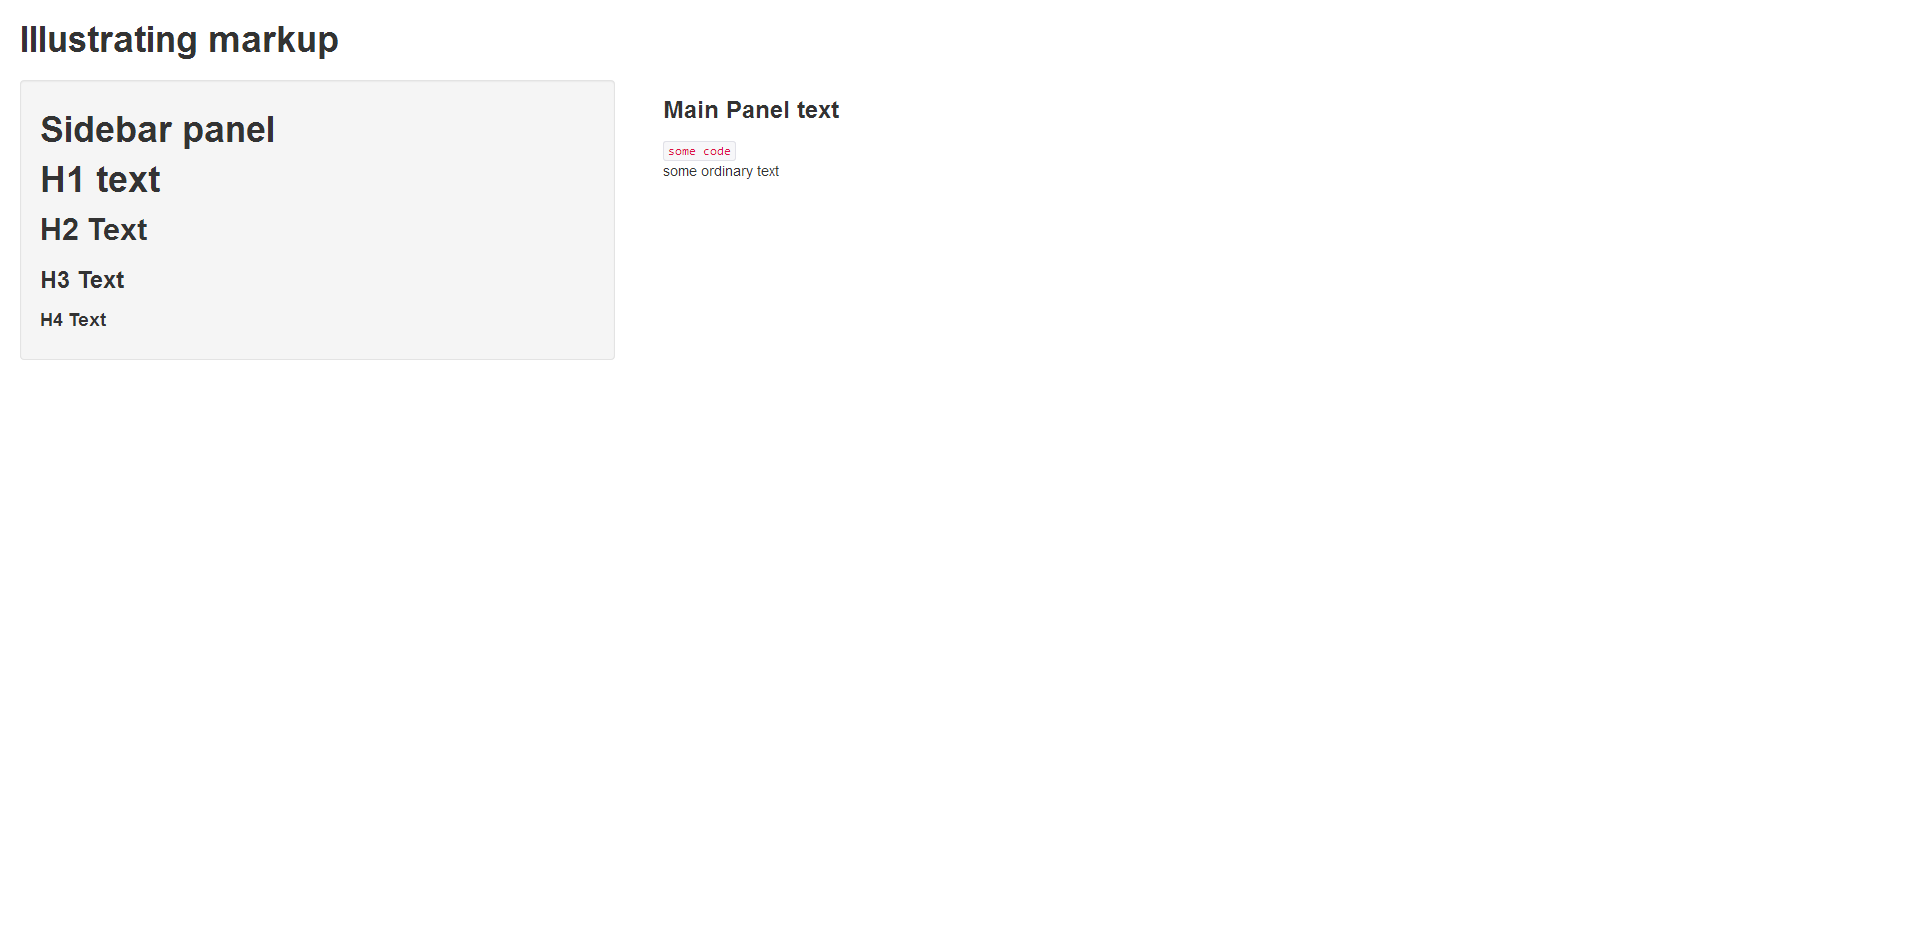 Illustrating markup
Sidebar panel
H1 text
H2 Text
H3 Text
H4 Text
Main Panel text
some code
some ordinary text